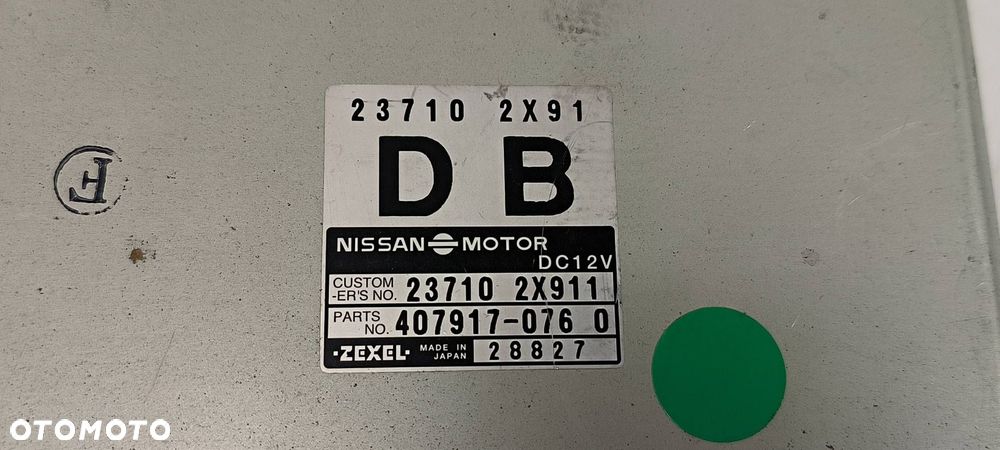 23710 2X91
D B
NISSAN MOTOR
DC12V
CUSTOM
-ER'S NO. 23710 2X911
PARTS
NO. 407917-076 0
·ZEXEL· MADE IN
JAPAN 28827
F
OTOMOTO